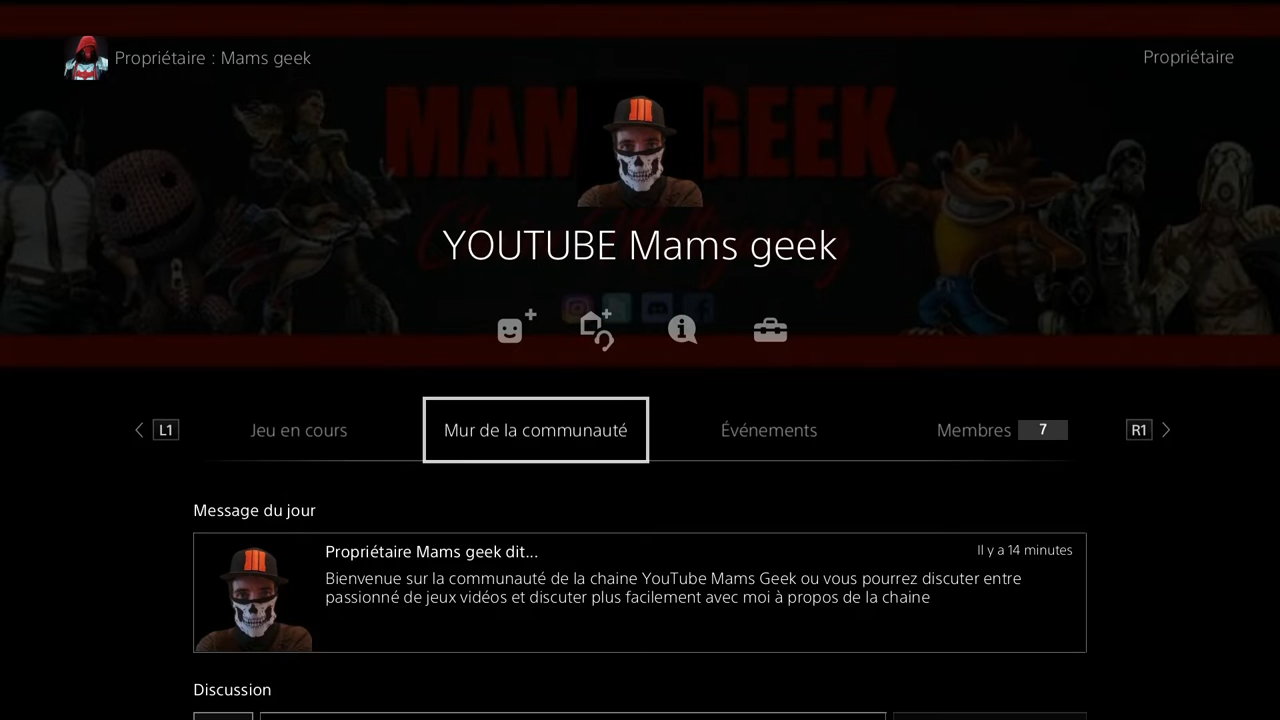 Propriétaire : Mams geek
Propriétaire
MAM GEEK
YOUTUBE Mams geek
L1
Jeu en cours
Mur de la communauté
Événements
Membres 7
R1
Message du jour
Propriétaire Mams geek dit...
Il y a 14 minutes
Bienvenue sur la communauté de la chaine YouTube Mams Geek ou vous pourrez discuter entre
passionné de jeux vidéos et discuter plus facilement avec moi à propos de la chaine
Discussion